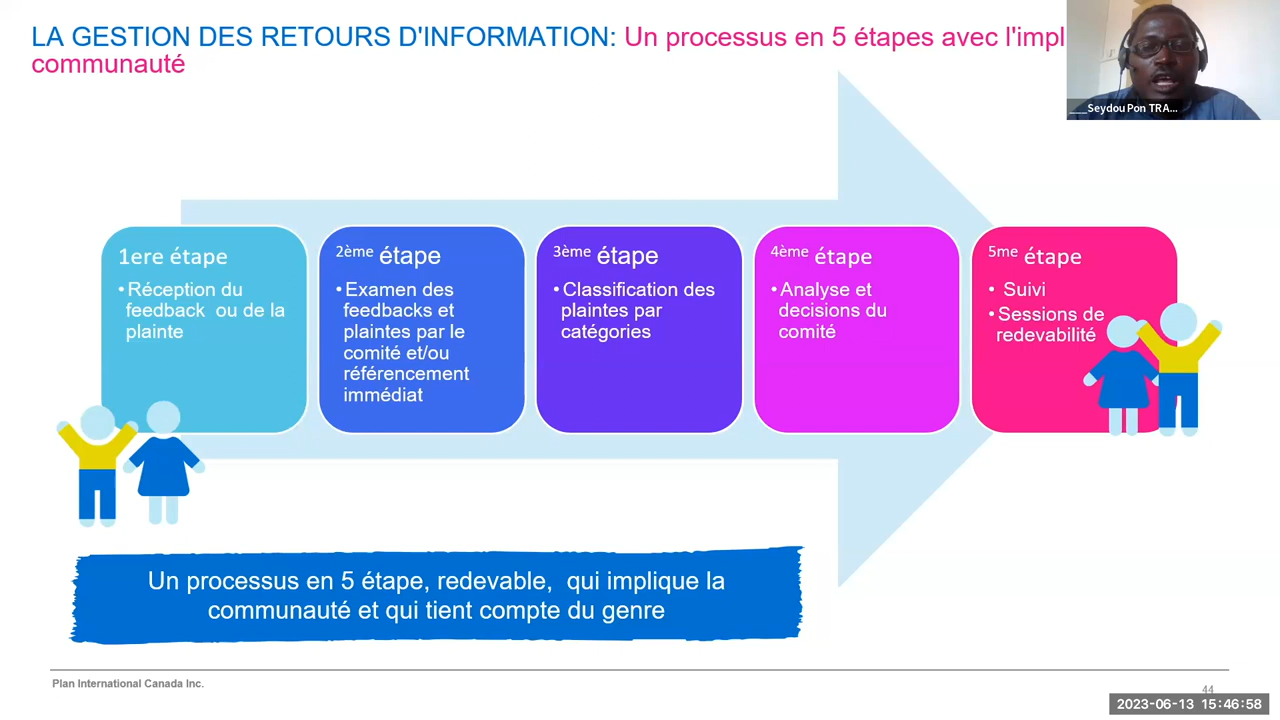 LA GESTION DES RETOURS D'INFORMATION: Un processus en 5 étapes avec l'impl
communauté
___Seydou Pon TRA...
1ere étape
• Réception du
feedback ou de la
plainte
2ème étape
• Examen des
feedbacks et
plaintes par le
comité et/ou
référencement
immédiat
3ème étape
• Classification des
plaintes par
catégories
4ème étape
• Analyse et
decisions du
comité
5me étape
• Suivi
• Sessions de
redevabilité
Un processus en 5 étape, redevable, qui implique la
communauté et qui tient compte du genre
Plan International Canada Inc.
44
2023-06-13 15:46:58